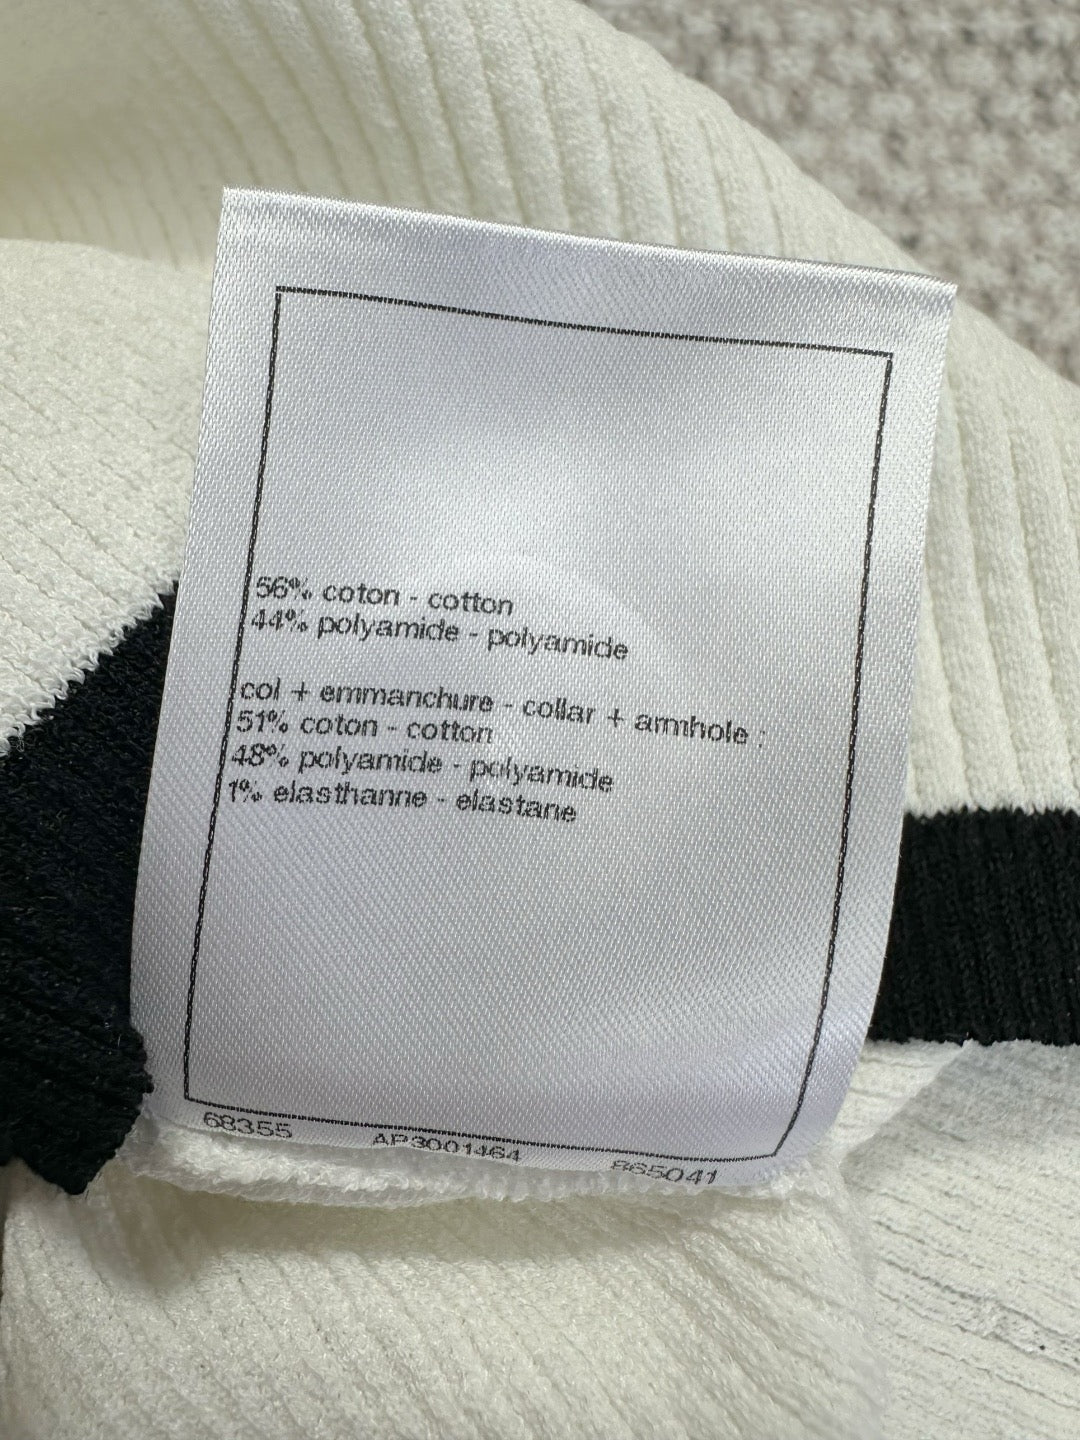 56% coton - cotton
44% polyamide - polyamide
col + emmanchure - collar + armhole :
51% coton - cotton
48% polyamide - polyamide
1% elasthanne - elastane
68355 AP3001464 865041